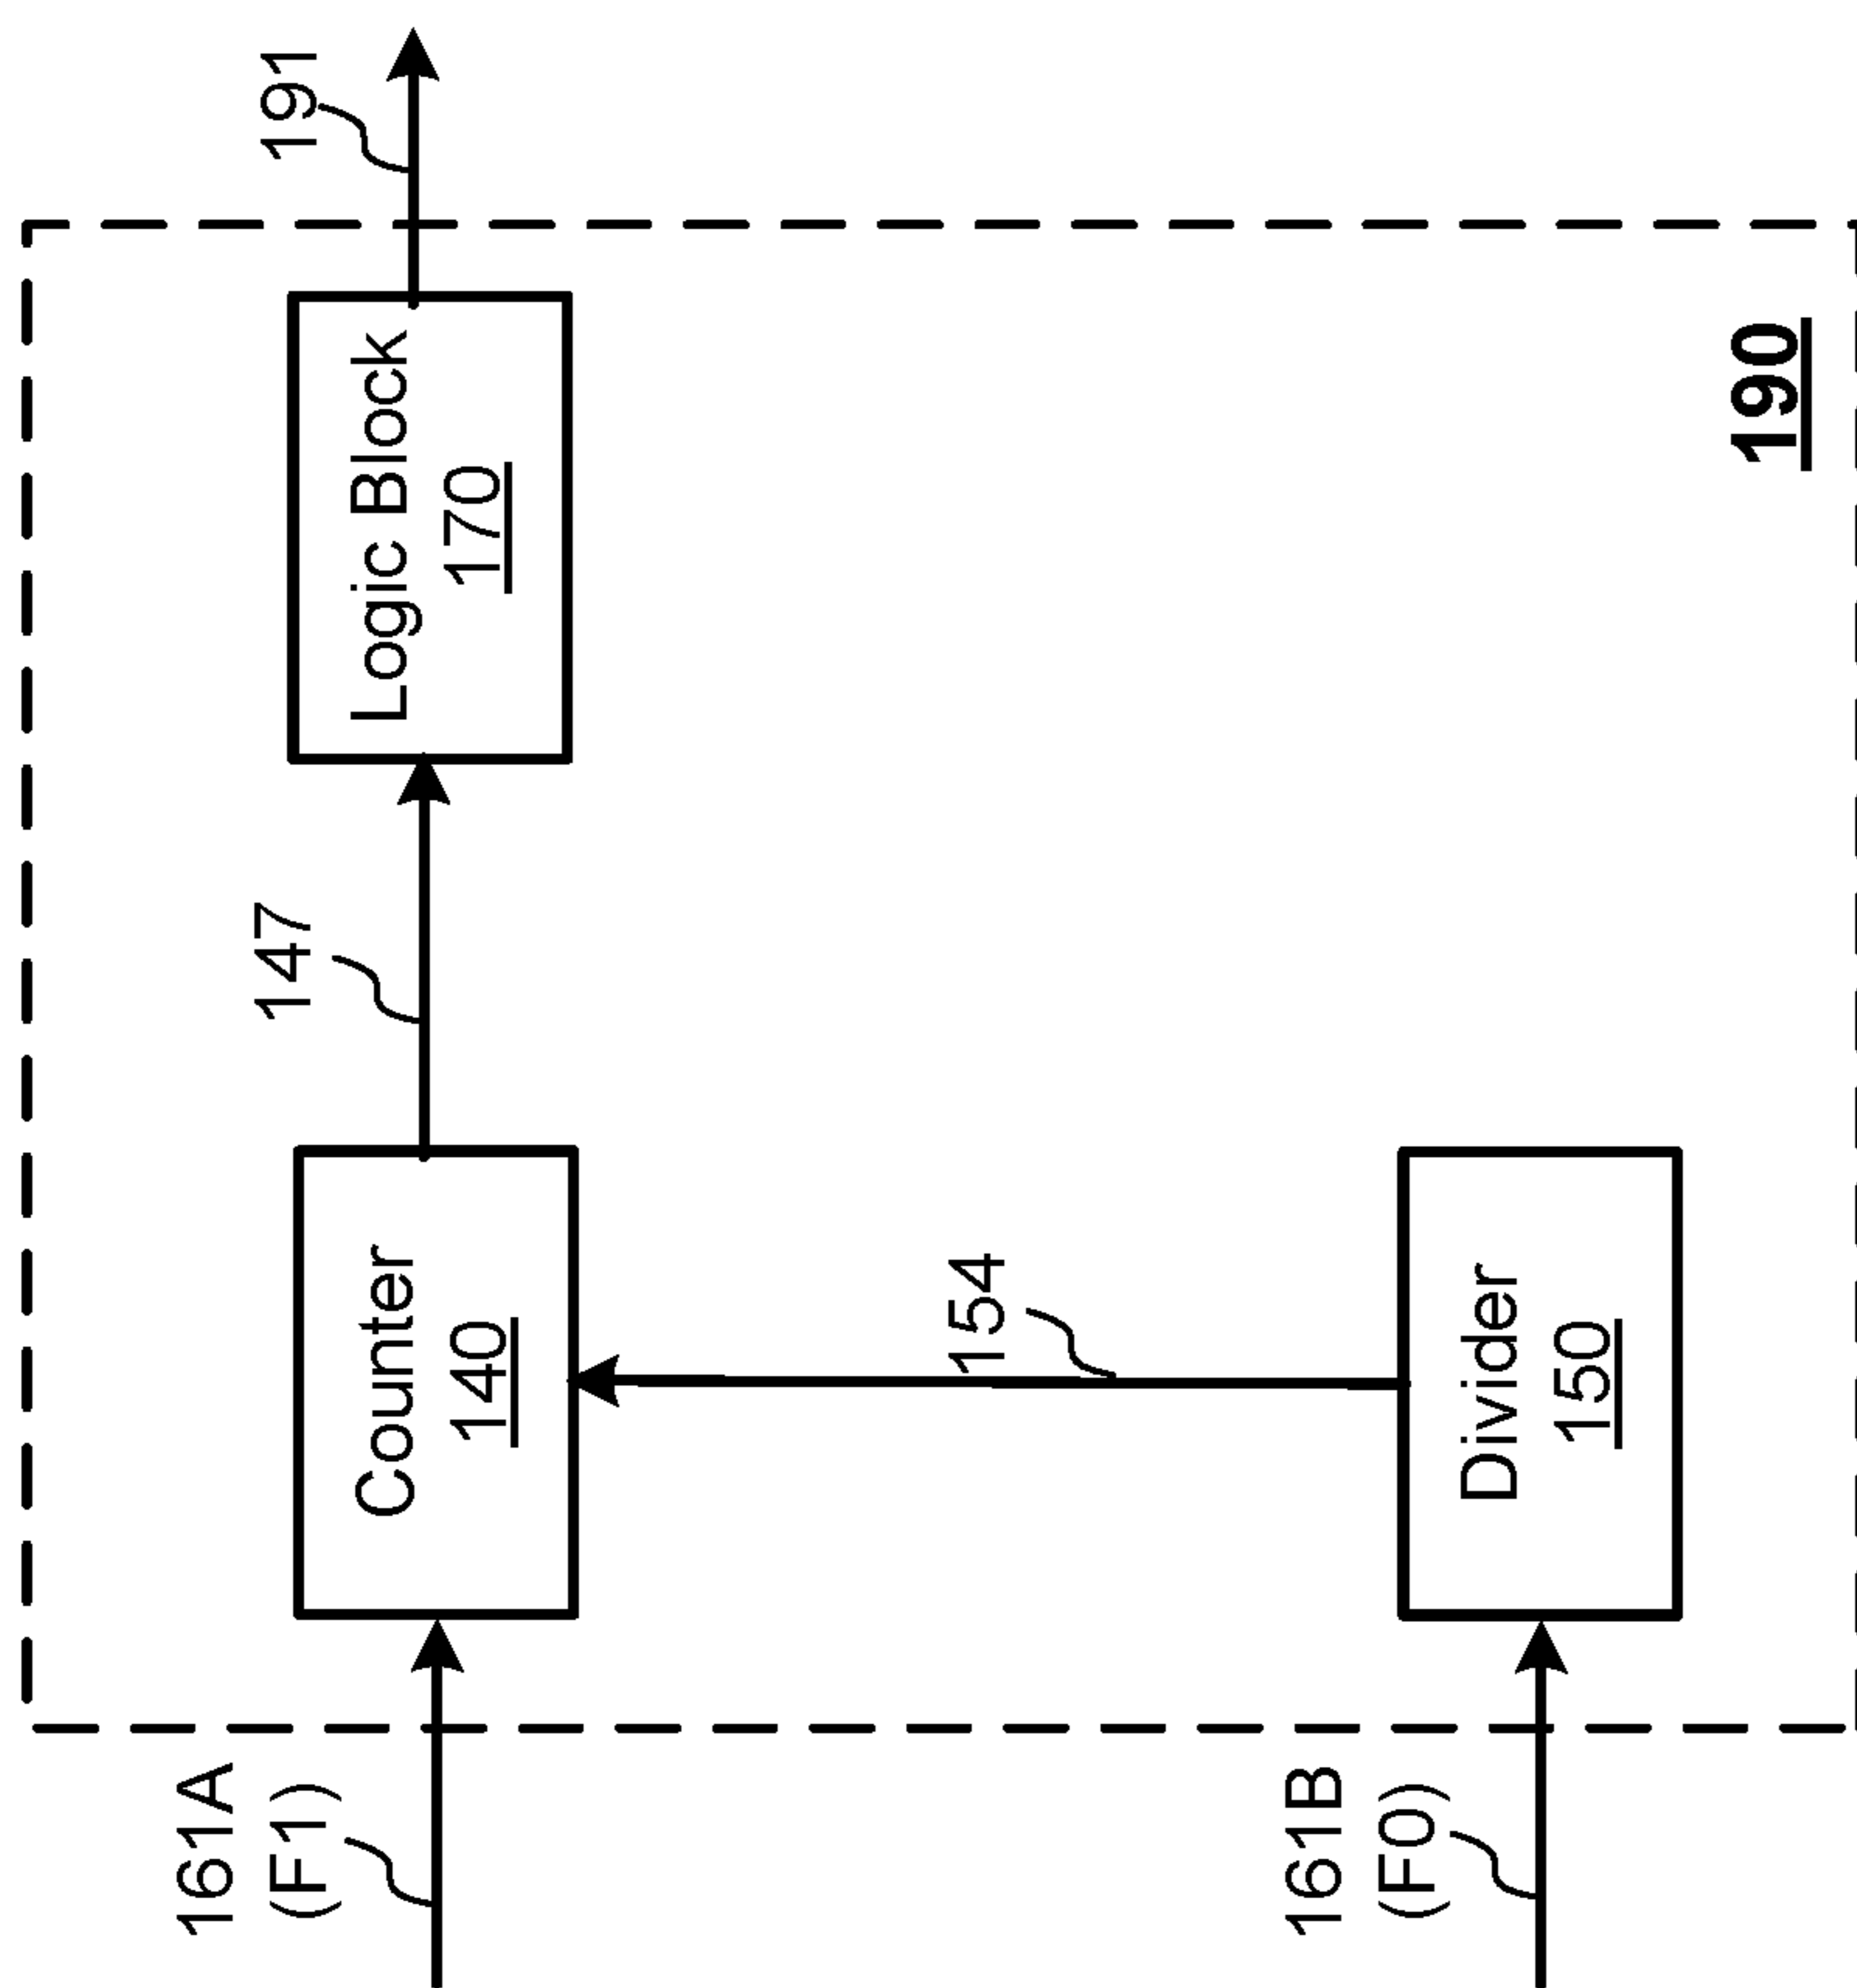 161A
(F1)
Counter
140
147
Logic Block
170
191
154
161B
(F0)
Divider
150
190